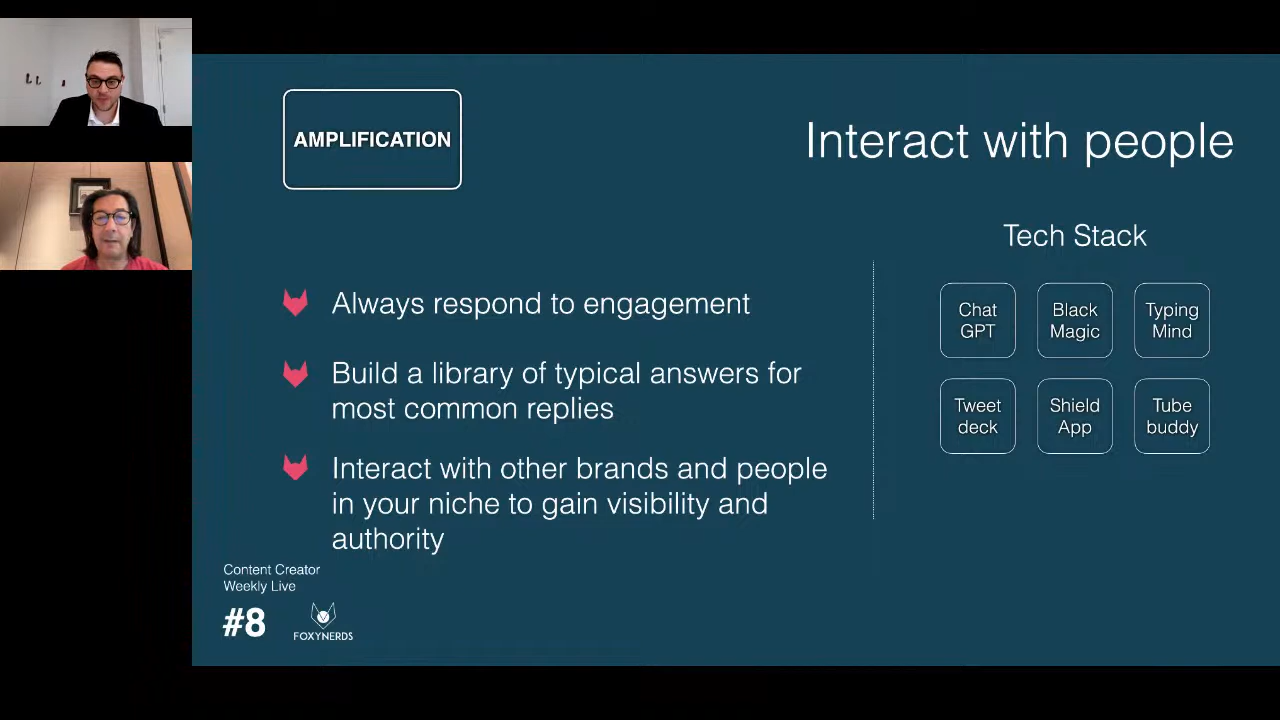 AMPLIFICATION
Interact with people
Always respond to engagement
Build a library of typical answers for
most common replies
Interact with other brands and people
in your niche to gain visibility and
authority
Tech Stack
Chat
GPT
Black
Magic
Typing
Mind
Tweet
deck
Shield
App
Tube
buddy
Content Creator
Weekly Live
#8
FOXYNERDS